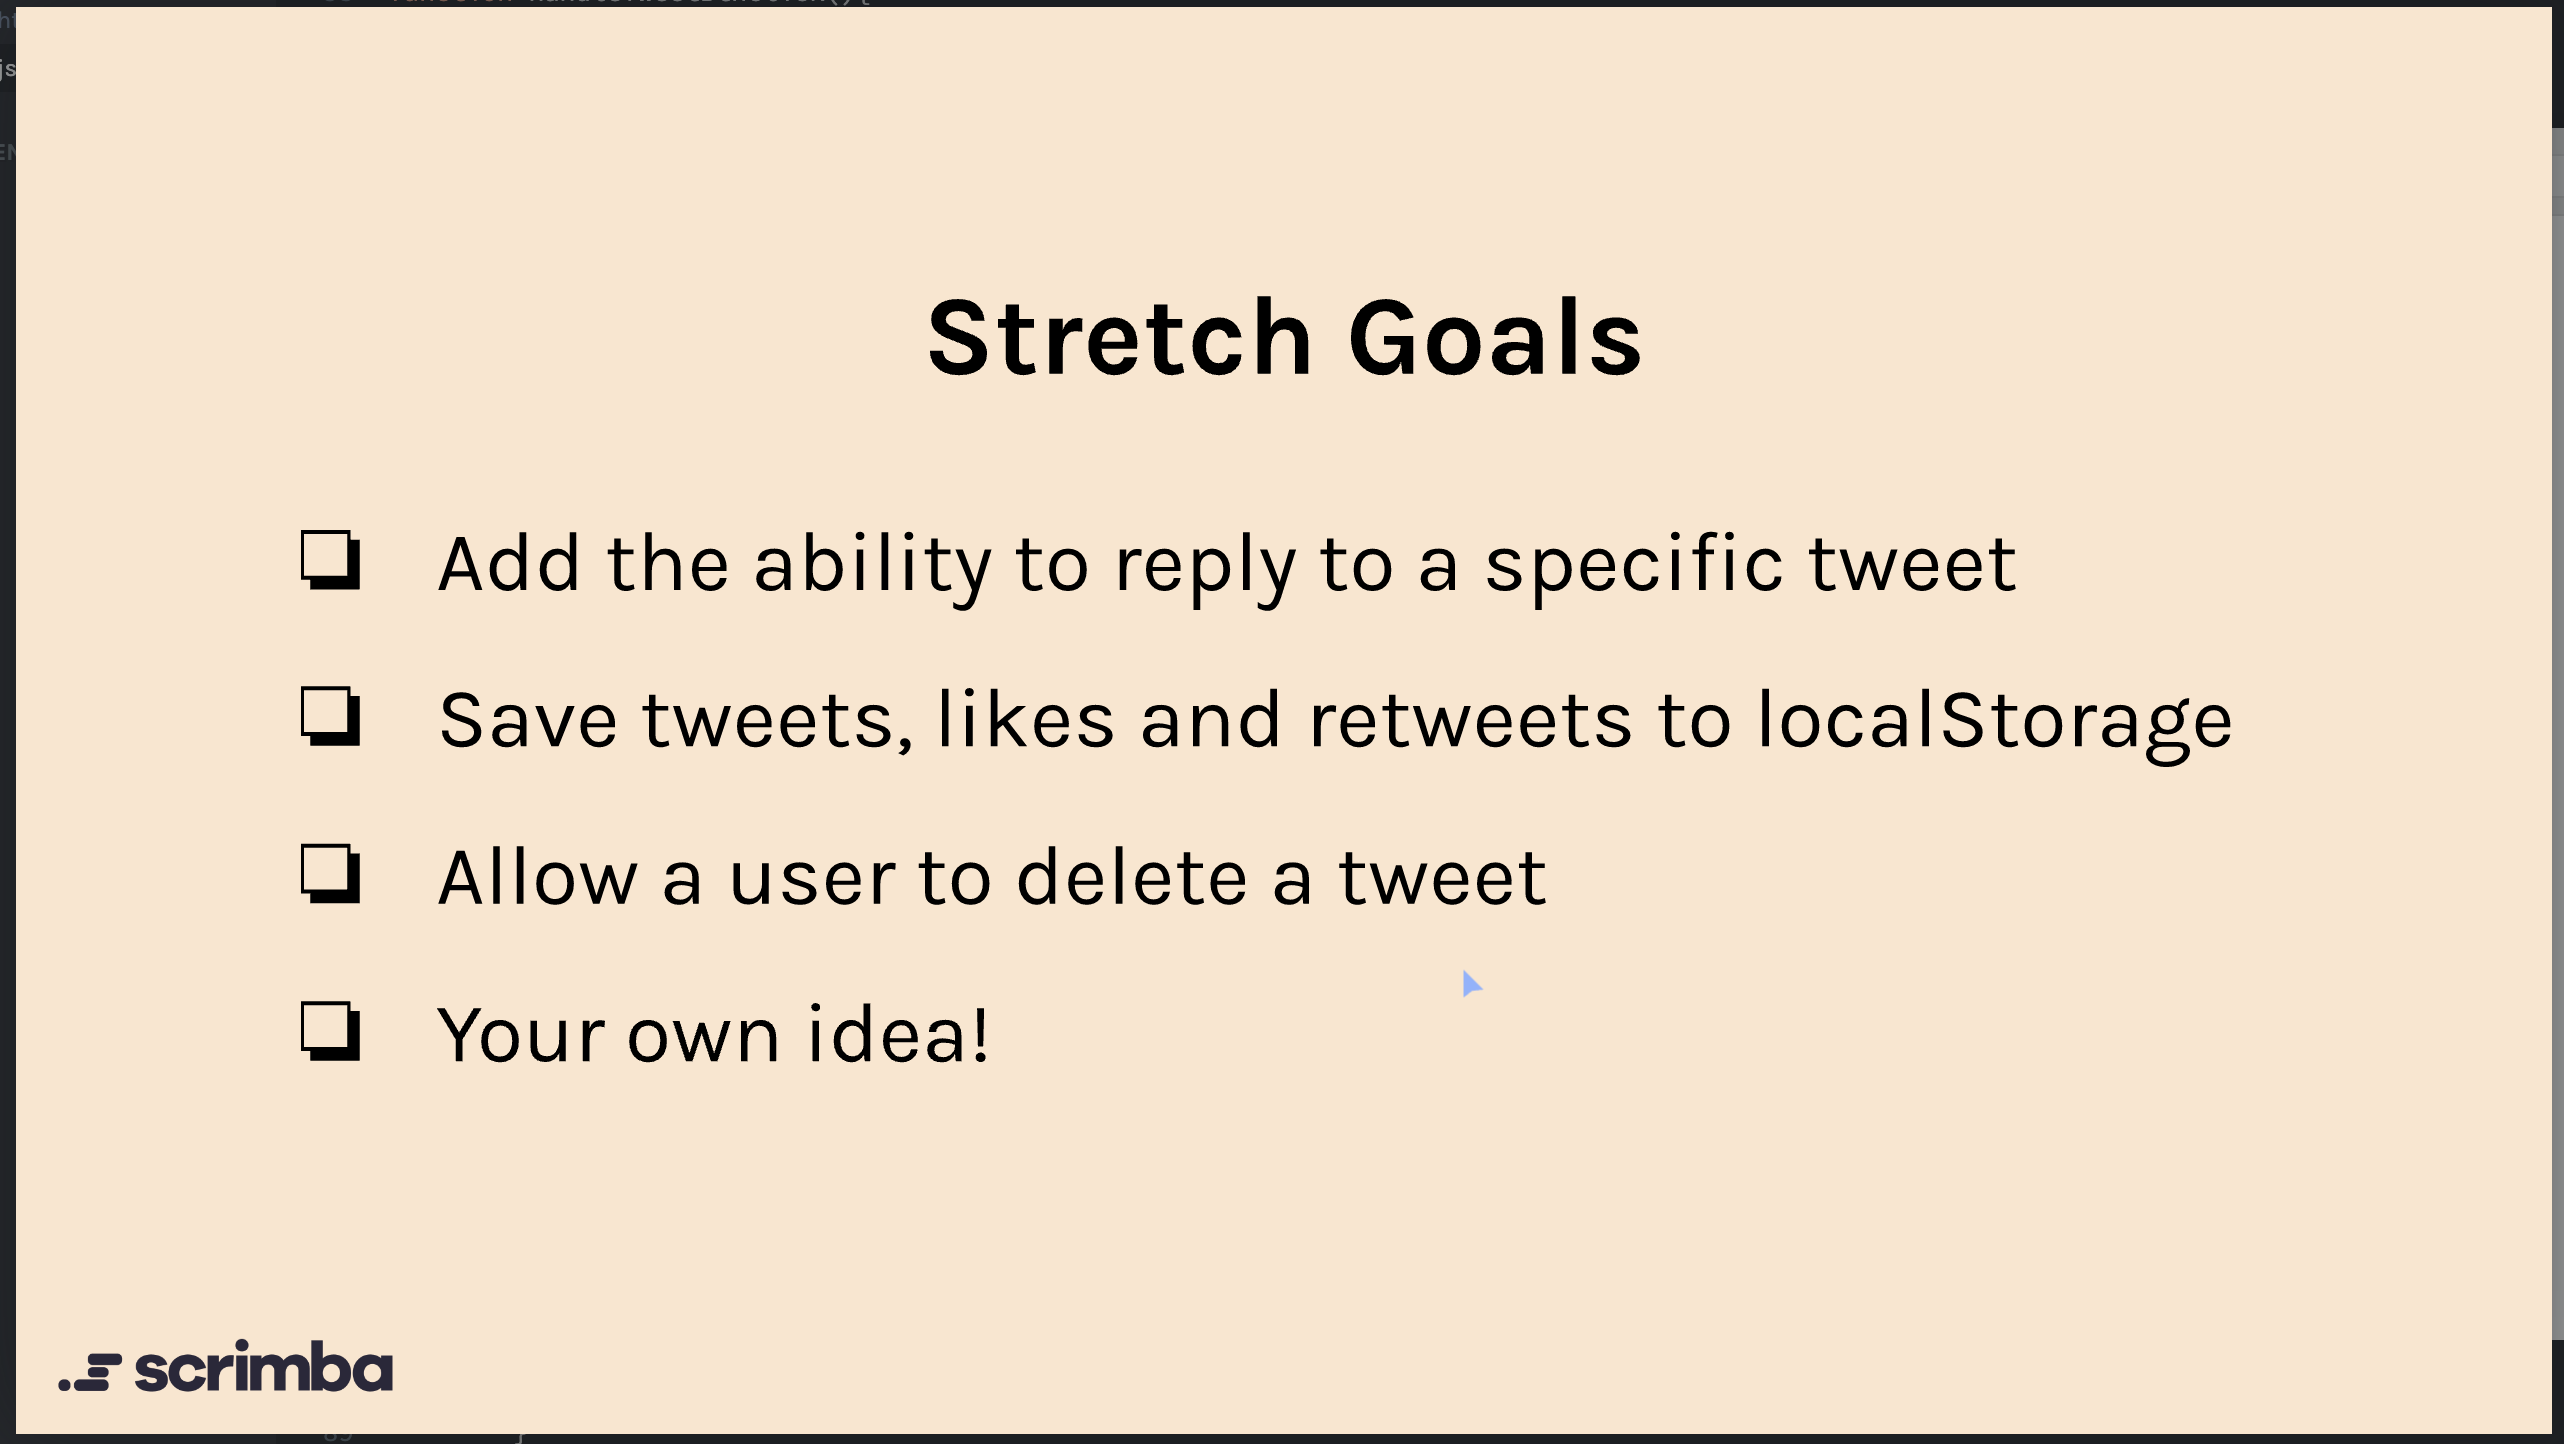 Stretch Goals
Add the ability to reply to a specific tweet
Save tweets, likes and retweets to localStorage
Allow a user to delete a tweet
Your own idea!
scrimba